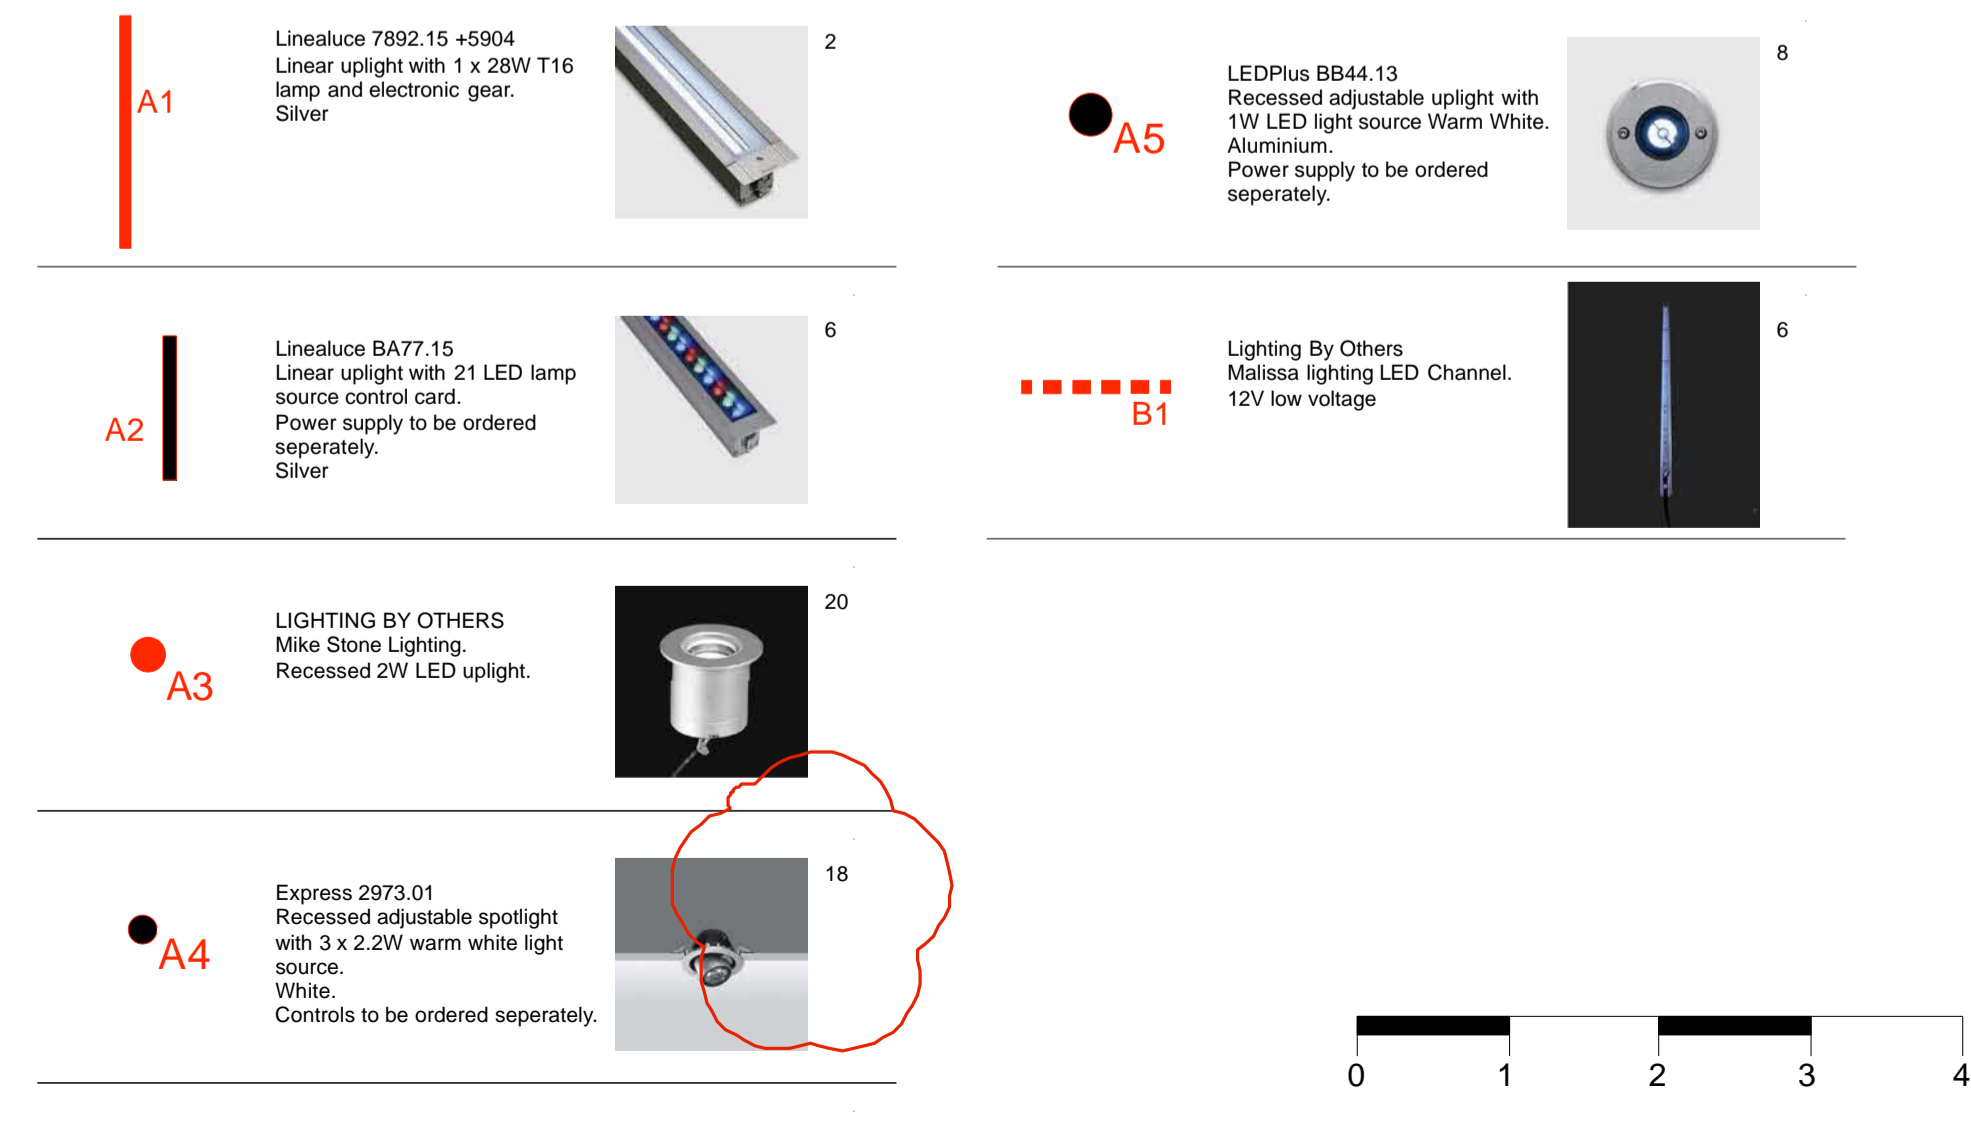 A1
Linealuce 7892.15 +5904
Linear uplight with 1 x 28W T16
lamp and electronic gear.
Silver
2
A2
Linealuce BA77.15
Linear uplight with 21 LED lamp
source control card.
Power supply to be ordered
seperately.
Silver
6
A3
LIGHTING BY OTHERS
Mike Stone Lighting.
Recessed 2W LED uplight.
20
A4
Express 2973.01
Recessed adjustable spotlight
with 3 x 2.2W warm white light
source.
White.
Controls to be ordered seperately.
18
A5
LEDPlus BB44.13
Recessed adjustable uplight with
1W LED light source Warm White.
Aluminium.
Power supply to be ordered
seperately.
8
B1
Lighting By Others
Malissa lighting LED Channel.
12V low voltage
6
0 1 2 3 4